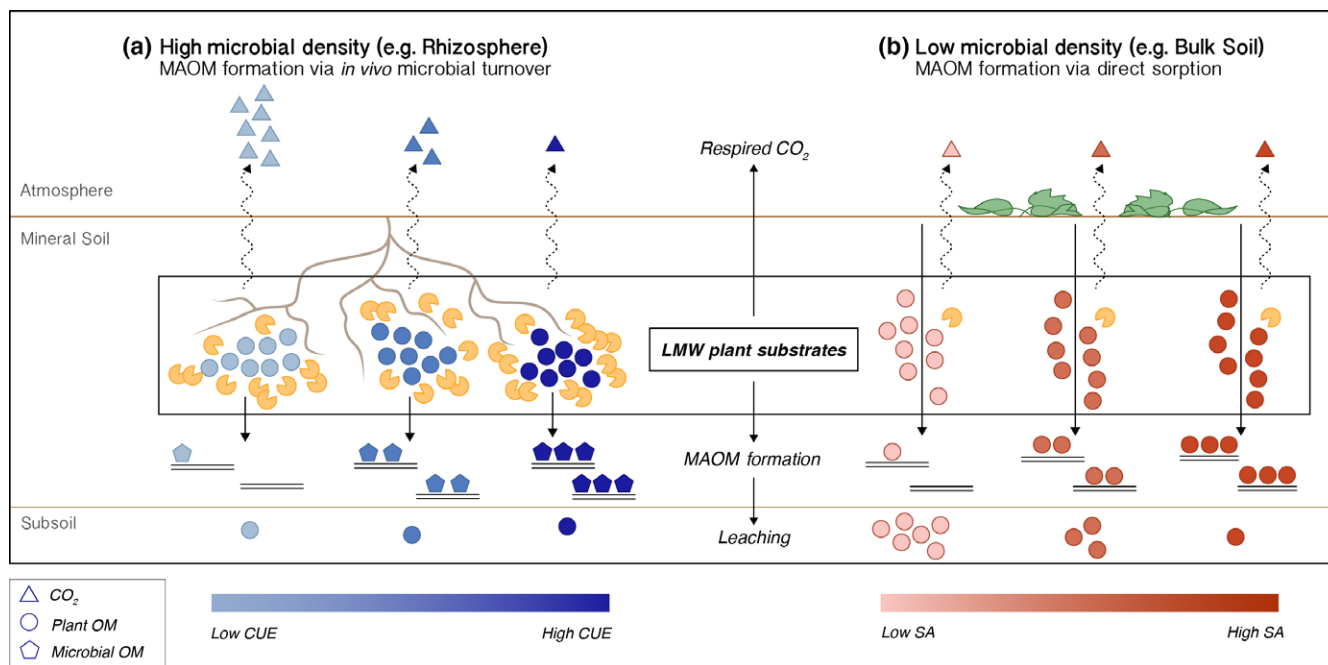 (a) High microbial density (e.g. Rhizosphere)
MAOM formation via in vivo microbial turnover
(b) Low microbial density (e.g. Bulk Soil)
MAOM formation via direct sorption
Respired CO₂
Atmosphere
Mineral Soil
LMW plant substrates
MAOM formation
Subsoil
Leaching
CO₂
Plant OM
Microbial OM
Low CUE
High CUE
Low SA
High SA